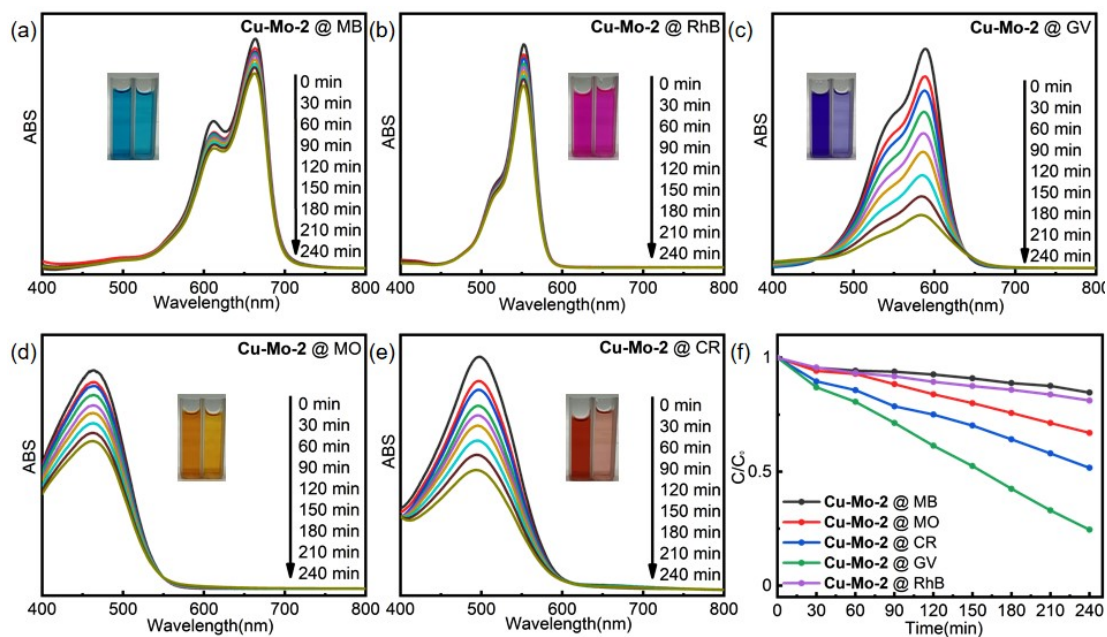 (a)
Cu-Mo-2 @ MB
0 min
30 min
60 min
90 min
120 min
150 min
180 min
210 min
240 min
ABS
400 500 600 700 800
Wavelength(nm)
(b)
Cu-Mo-2 @ RhB
0 min
30 min
60 min
90 min
120 min
150 min
180 min
210 min
240 min
ABS
400 500 600 700 800
Wavelength(nm)
(c)
Cu-Mo-2 @ GV
0 min
30 min
60 min
90 min
120 min
150 min
180 min
210 min
240 min
ABS
400 500 600 700 800
Wavelength(nm)
(d)
Cu-Mo-2 @ MO
0 min
30 min
60 min
90 min
120 min
150 min
180 min
210 min
240 min
ABS
400 500 600 700 800
Wavelength(nm)
(e)
Cu-Mo-2 @ CR
0 min
30 min
60 min
90 min
120 min
150 min
180 min
210 min
240 min
ABS
400 500 600 700 800
Wavelength(nm)
(f)
1
0.5
0
C/C₀
Cu-Mo-2 @ MB
Cu-Mo-2 @ MO
Cu-Mo-2 @ CR
Cu-Mo-2 @ GV
Cu-Mo-2 @ RhB
0 30 60 90 120 150 180 210 240
Time(min)